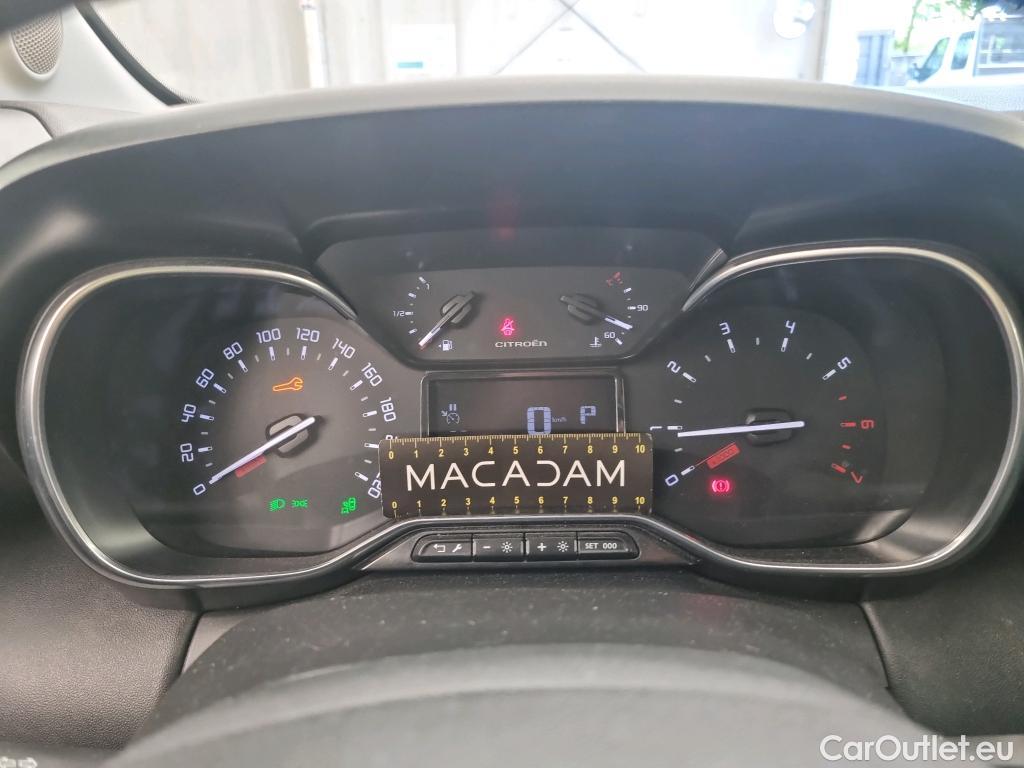 1/2
90
60
CITROËN
0 20 40 60 80 100 120 140 160 180
0 km/h P
0 1 2 3 4 5 6 7
0 1 2 3 4 5 6 7 8 9 10
MACADAM
0 1 2 3 4 5 6 7 8 9 10
- + SET 000
CarOutlet.eu